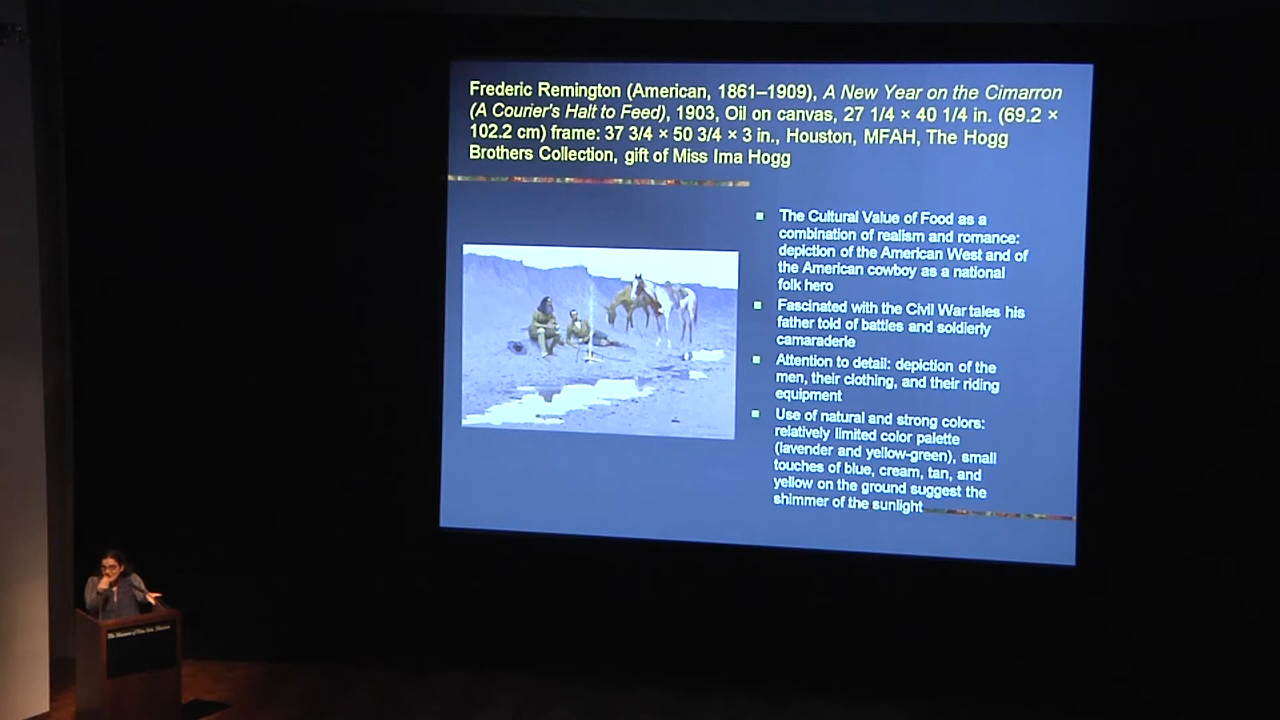 Frederic Remington (American, 1861–1909), A New Year on the Cimarron
(A Courier's Halt to Feed), 1903, Oil on canvas, 27 1/4 × 40 1/4 in. (69.2 ×
102.2 cm) frame: 37 3/4 × 50 3/4 × 3 in., Houston, MFAH, The Hogg
Brothers Collection, gift of Miss Ima Hogg
The Cultural Value of Food as a
combination of realism and romance:
depiction of the American West and of
the American cowboy as a national
folk hero
Fascinated with the Civil War tales his
father told of battles and soldierly
camaraderie
Attention to detail: depiction of the
men, their clothing, and their riding
equipment
Use of natural and strong colors:
relatively limited color palette
(lavender and yellow-green), small
touches of blue, cream, tan, and
yellow on the ground suggest the
shimmer of the sunlight
The Museum of Fine Arts, Houston